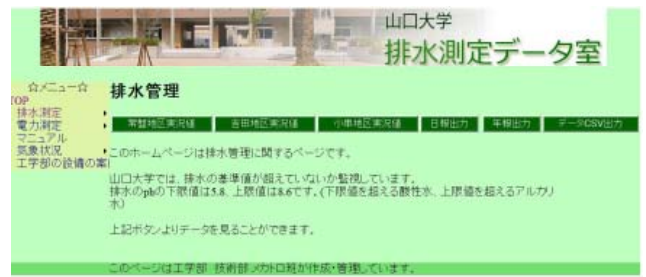 山口大学
排水測定データ室
☆メニュー☆
TOP
排水測定
電力測定
マニュアル
気象状況
工学部の設備の案
排水管理
常盤地区実況値 吉田地区実況値 小串地区実況値 日報出力 年報出力 データCSV出力
このホームページは排水管理に関するページです。
山口大学では、排水の基準値が超えていないか監視しています。
排水のphの下限値は5.8、上限値は8.6です。(下限値を超える酸性水、上限値を超えるアルカリ
水)
上記ボタンよりデータを見ることができます。
このページは工学部 技術部 メカトロ班が作成・管理しています。